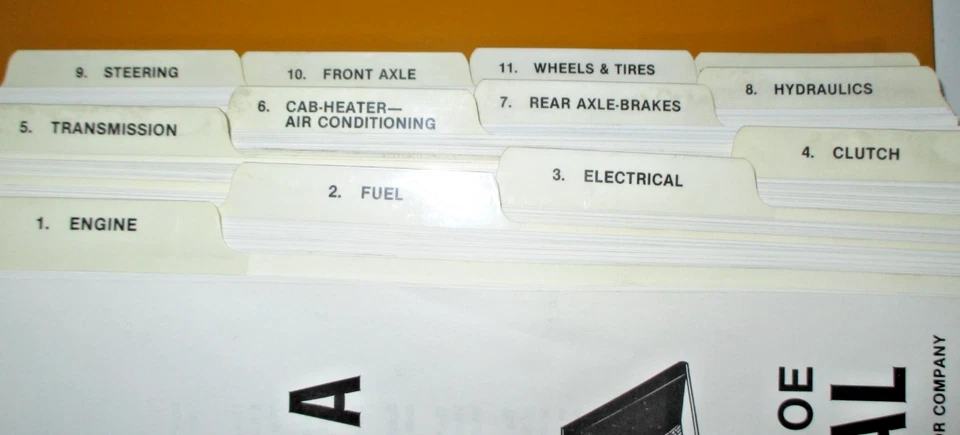 9. STEERING
10. FRONT AXLE
11. WHEELS & TIRES
5. TRANSMISSION
6. CAB-HEATER—
AIR CONDITIONING
7. REAR AXLE-BRAKES
8. HYDRAULICS
4. CLUTCH
1. ENGINE
2. FUEL
3. ELECTRICAL
A
OE
AL
OR COMPANY